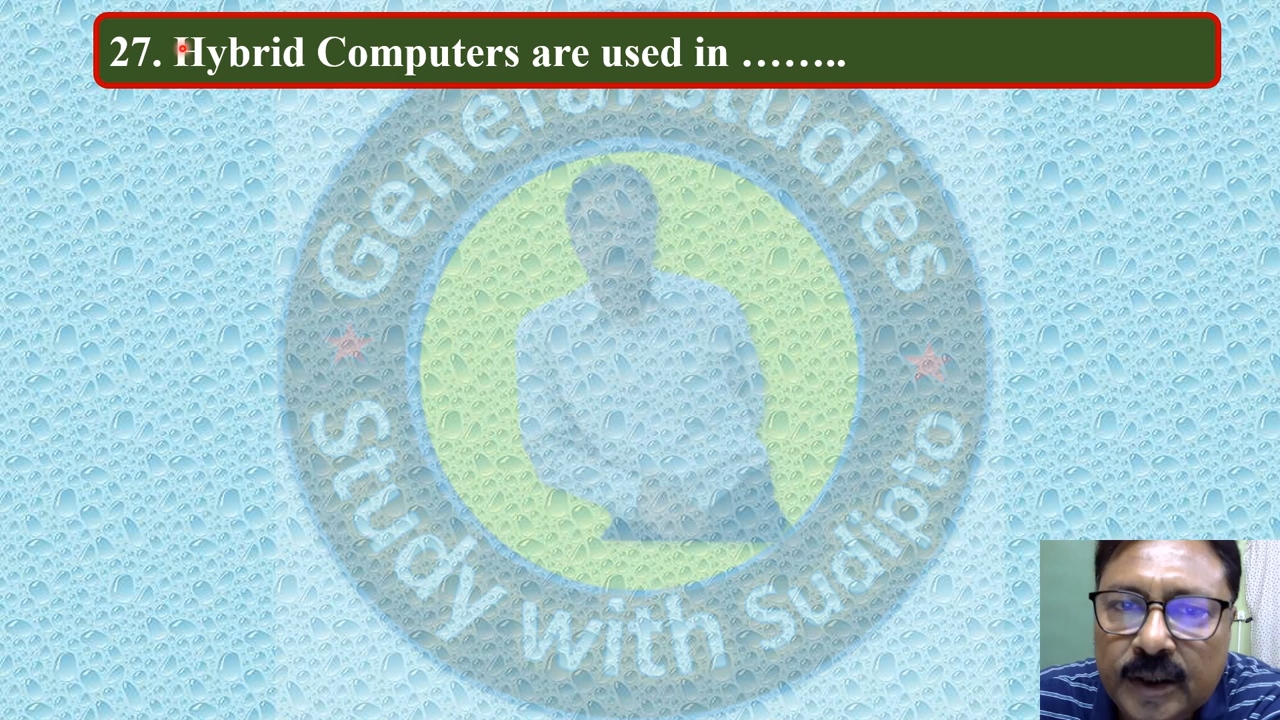 27. Hybrid Computers are used in ……..
General Studies
Study with Sudipto